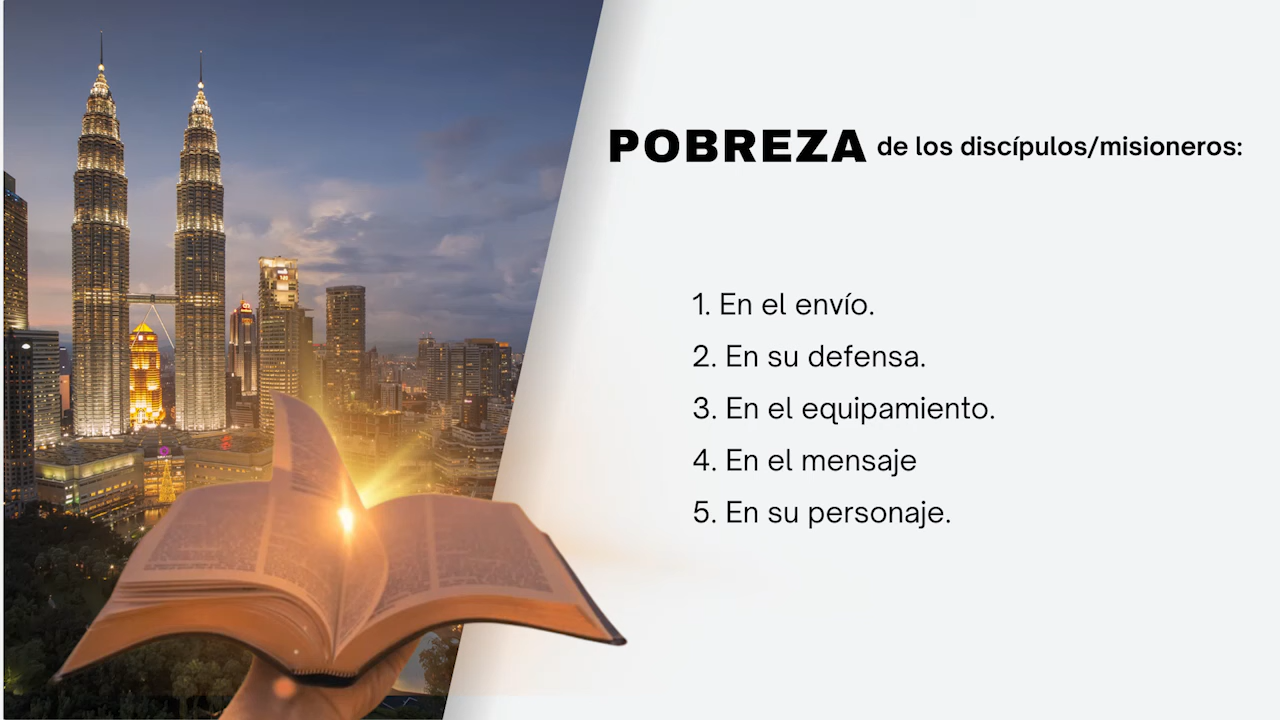 POBREZA de los discípulos/misioneros:
1. En el envío.
2. En su defensa.
3. En el equipamiento.
4. En el mensaje
5. En su personaje.